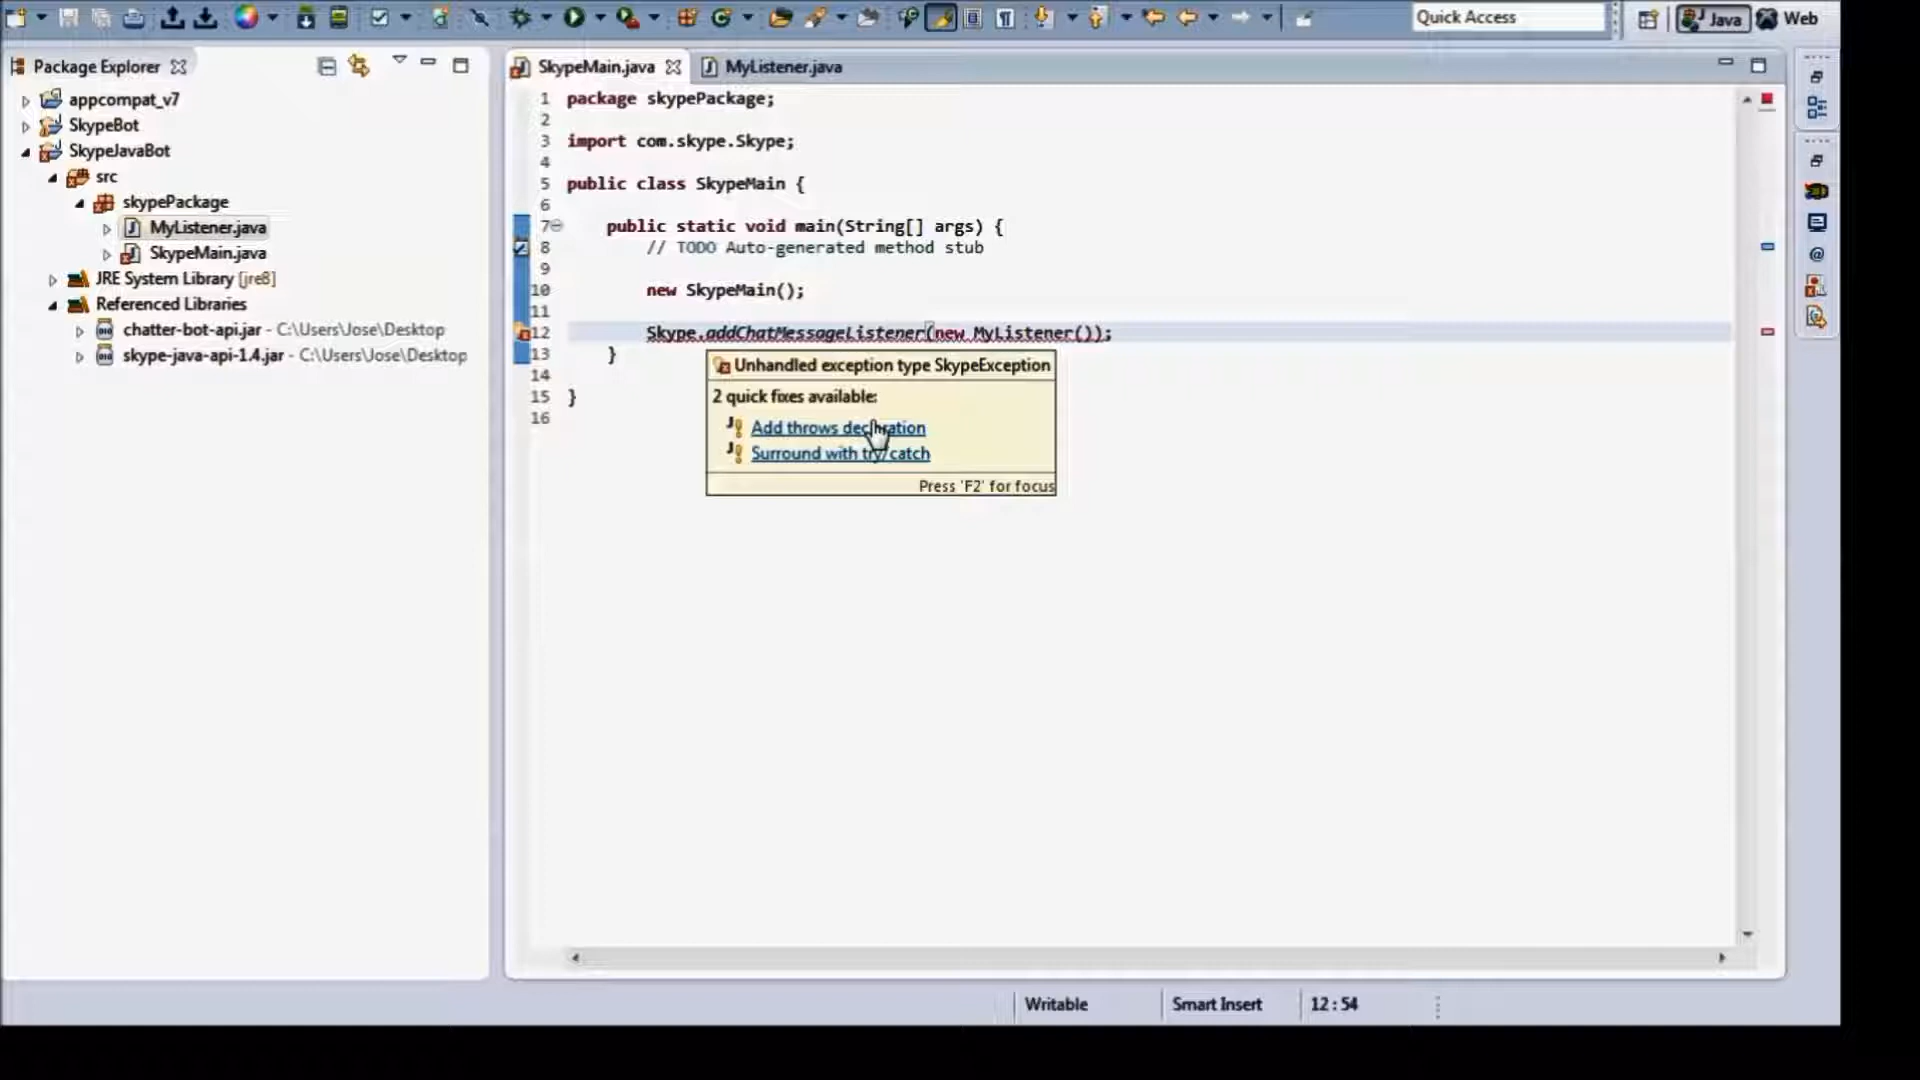 Quick Access
Java
Web
Package Explorer
appcompat_v7
SkypeBot
SkypeJavaBot
src
skypePackage
MyListener.java
SkypeMain.java
JRE System Library [jre8]
Referenced Libraries
chatter-bot-api.jar - C:\Users\Jose\Desktop
skype-java-api-1.4.jar - C:\Users\Jose\Desktop
SkypeMain.java
MyListener.java
1 package skypePackage;
2
3 import com.skype.Skype;
4
5 public class SkypeMain {
6
7 public static void main(String[] args) {
8 // TODO Auto-generated method stub
9
10 new SkypeMain();
11
12 Skype.addChatMessageListener(new MyListener());
13 }
14
15 }
16
Unhandled exception type SkypeException
2 quick fixes available:
Add throws declaration
Surround with try/catch
Press 'F2' for focus
Writable
Smart Insert
12 : 54